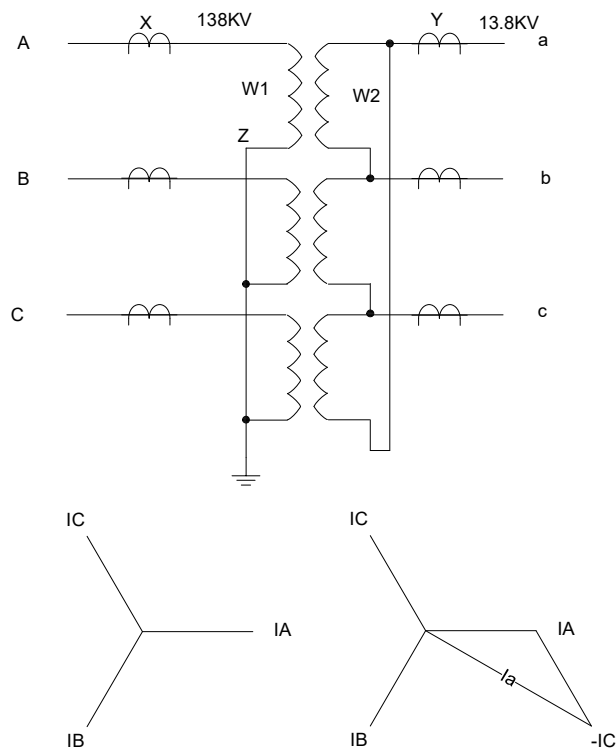 X 138KV Y 13.8KV
A a
W1 W2
Z
B b
C c
IC IC
IA IA
Ia
IB IB -IC